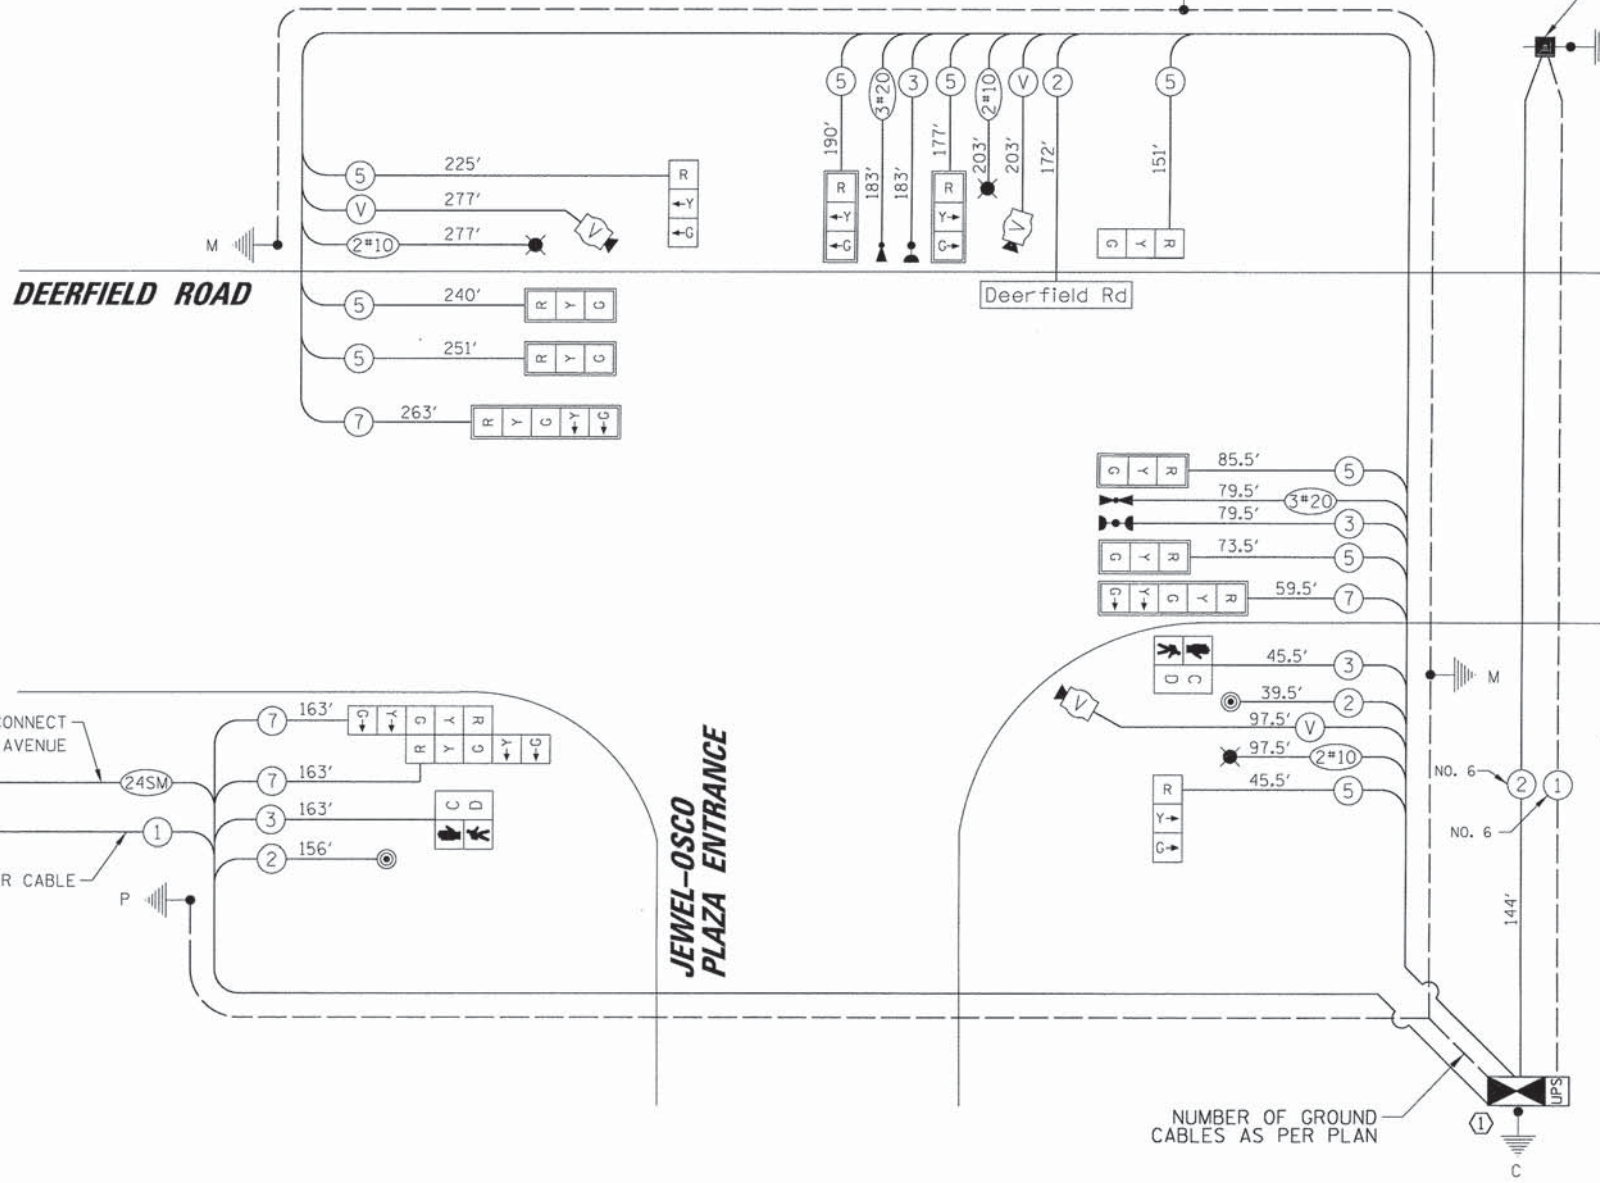 5 3#20 3 5 2#10 V 2 5
190' 183' 183' 177' 203' 203' 172' 151'
5 225' R ←Y ←G
V 277' V
2#10 277'
M
R ←Y ←G
R Y→ G→
V
R Y G
Deerfield Rd
DEERFIELD ROAD
5 240' R Y G
5 251' R Y G
7 263' R Y G ←Y ←G
G Y R 85.5' 5
79.5' 3#20
79.5' 3
G Y R 73.5' 5
←G ←Y G Y R 59.5' 7
D C 45.5' 3
M
39.5' 2
V 97.5' V
97.5' 2#10
R Y→ G→ 45.5' 5
CONNECT
AVENUE
24SM
1
R CABLE
P
7 163' ←G ←Y G Y R
R Y G ←Y ←G
7 163'
3 163' C D
2 156'
JEWEL-OSCO
PLAZA ENTRANCE
NO. 6 2 1
NO. 6
144'
UPS
NUMBER OF GROUND
CABLES AS PER PLAN
1
C